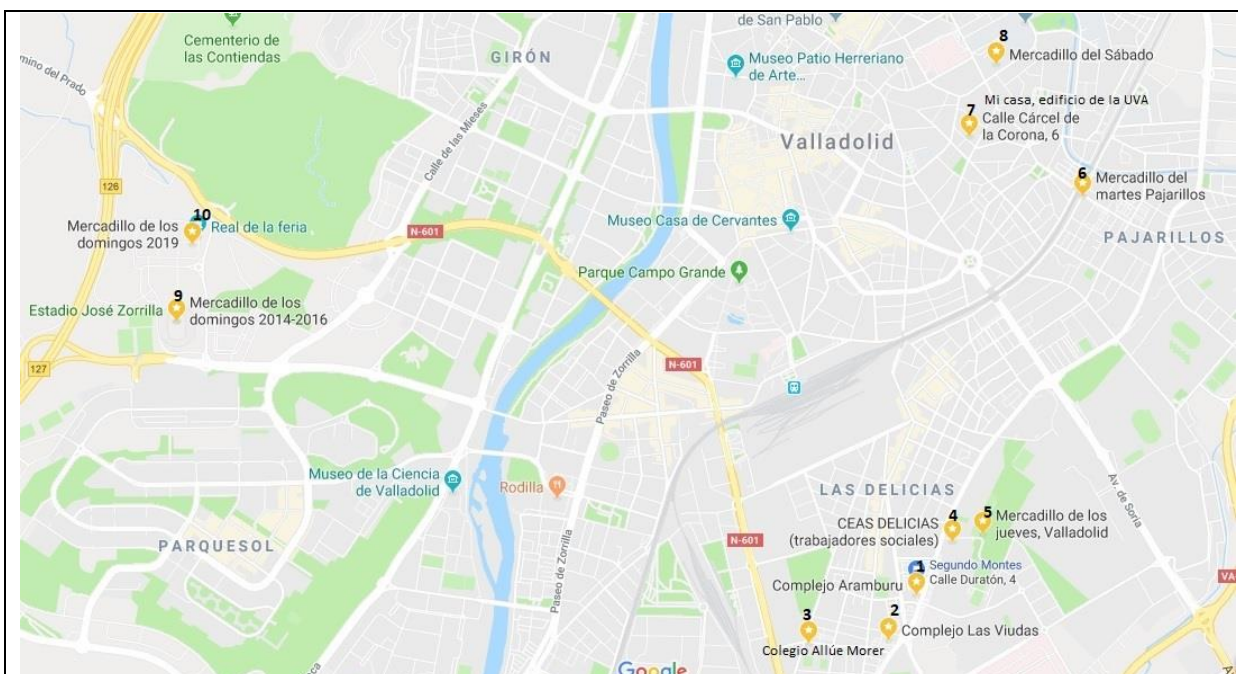 de San Pablo
8
Cementerio de
las Contiendas
GIRÓN
Museo Patio Herreriano
de Arte...
Mercadillo del Sábado
mino del Prado
Calle de las Mieses
Mi casa, edificio de la UVA
7
Calle Cárcel de
la Corona, 6
Valladolid
126
6
Mercadillo del
martes Pajarillos
10
Mercadillo de los
domingos 2019
Real de la feria
N-601
Museo Casa de Cervantes
PAJARILLOS
Parque Campo Grande
9
Estadio José Zorrilla
Mercadillo de los
domingos 2014-2016
127
N-601
Paseo de Zorrilla
Museo de la Ciencia
de Valladolid
Rodilla
LAS DELICIAS
Av. de Soria
CEAS DELICIAS
(trabajadores sociales)
4
5
Mercadillo de los
jueves, Valladolid
PARQUESOL
N-601
Paseo de Zorrilla
1
Segundo Montes
Calle Duratón, 4
Complejo Aramburu
VA
3
2
Complejo Las Viudas
Colegio Allúe Morer
Google